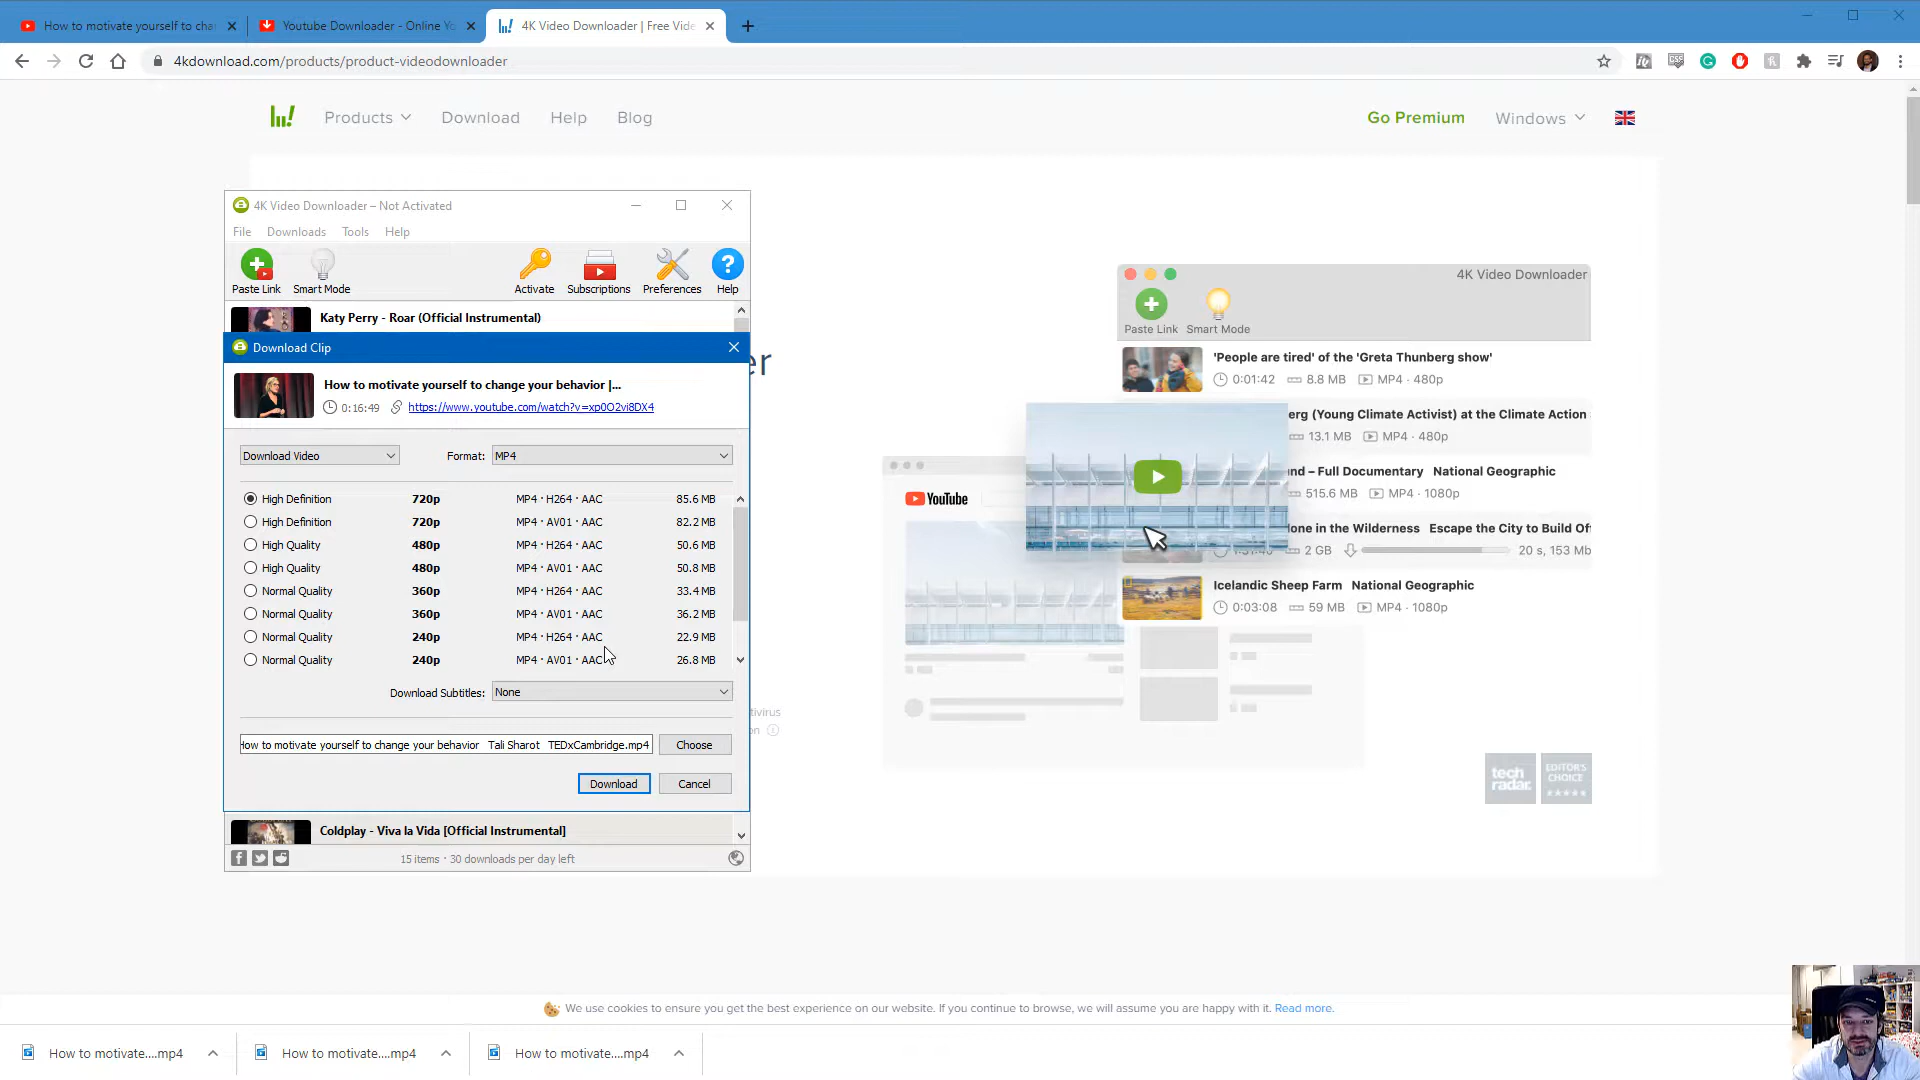 How to motivate yourself to cha
Youtube Downloader - Online Yo
4K Video Downloader | Free Vide
4kdownload.com/products/product-videodownloader
Products
Download
Help
Blog
Go Premium
Windows
4K Video Downloader – Not Activated
File
Downloads
Tools
Help
Paste Link
Smart Mode
Activate
Subscriptions
Preferences
Help
Katy Perry - Roar (Official Instrumental)
Download Clip
How to motivate yourself to change your behavior |...
0:16:49
https://www.youtube.com/watch?v=xp0O2vi8DX4
Download Video
Format:
MP4
High Definition 720p MP4 · H264 · AAC 85.6 MB
High Definition 720p MP4 · AV01 · AAC 82.2 MB
High Quality 480p MP4 · H264 · AAC 50.6 MB
High Quality 480p MP4 · AV01 · AAC 50.8 MB
Normal Quality 360p MP4 · H264 · AAC 33.4 MB
Normal Quality 360p MP4 · AV01 · AAC 36.2 MB
Normal Quality 240p MP4 · H264 · AAC 22.9 MB
Normal Quality 240p MP4 · AV01 · AAC 26.8 MB
Download Subtitles:
None
How to motivate yourself to change your behavior Tali Sharot TEDxCambridge.mp4
Choose
Download
Cancel
Coldplay - Viva la Vida [Official Instrumental]
15 items · 30 downloads per day left
er
tivirus
on
4K Video Downloader
Paste Link
Smart Mode
'People are tired' of the 'Greta Thunberg show'
0:01:42 8.8 MB MP4 · 480p
erg (Young Climate Activist) at the Climate Action
13.1 MB MP4 · 480p
nd – Full Documentary National Geographic
515.6 MB MP4 · 1080p
lone in the Wilderness Escape the City to Build Of
2 GB 20 s, 153 Mb
Icelandic Sheep Farm National Geographic
0:03:08 59 MB MP4 · 1080p
YouTube
tech
radar.
EDITOR'S
CHOICE
We use cookies to ensure you get the best experience on our website. If you continue to browse, we will assume you are happy with it. Read more.
How to motivate....mp4
How to motivate....mp4
How to motivate....mp4